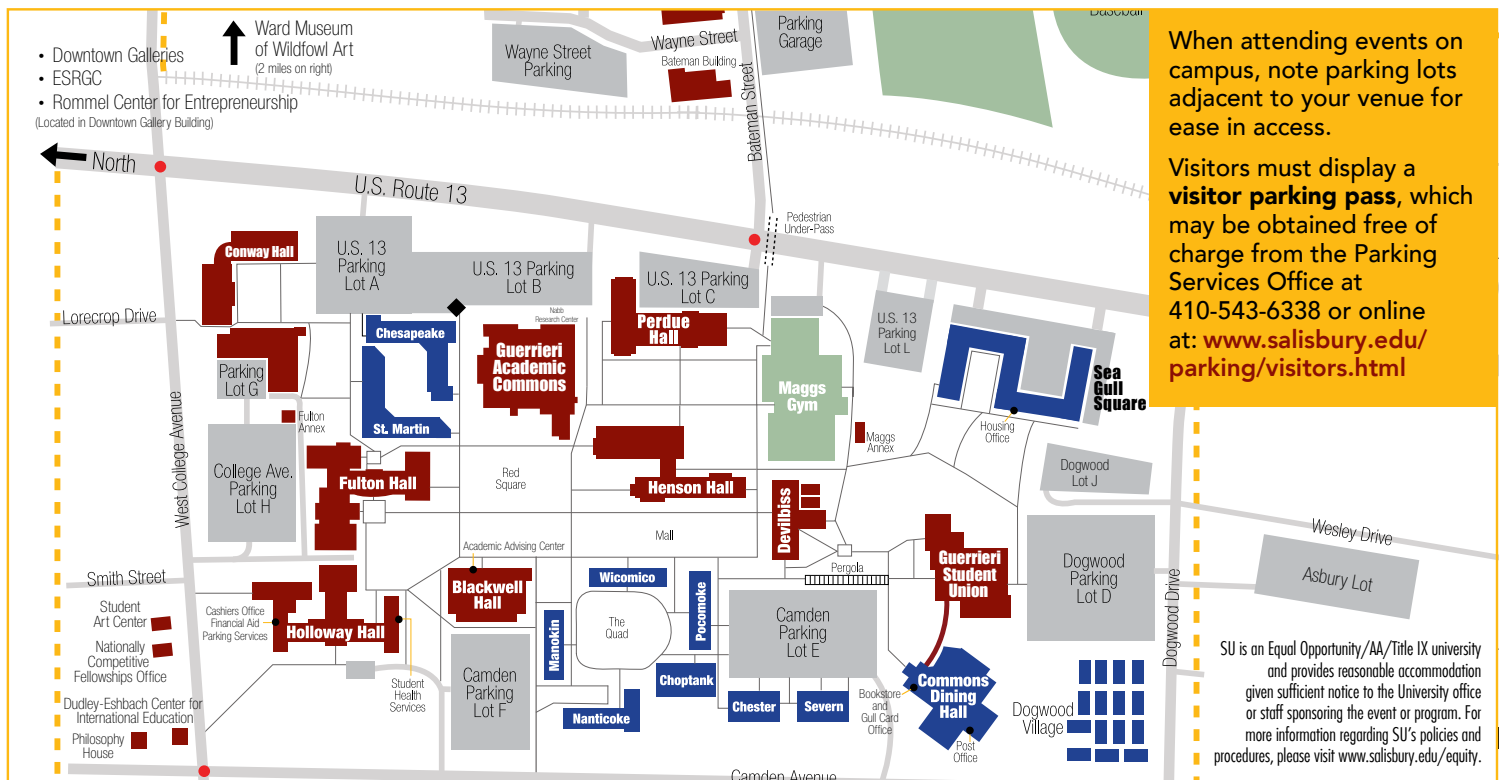 • Downtown Galleries
• ESRGC
• Rommel Center for Entrepreneurship
(Located in Downtown Gallery Building)
Ward Museum
of Wildfowl Art
(2 miles on right)
Wayne Street
Parking
Wayne Street
Bateman Building
Parking
Garage
Baseball
Bateman Street
North
U.S. Route 13
Pedestrian
Under-Pass
When attending events on
campus, note parking lots
adjacent to your venue for
ease in access.
Visitors must display a
visitor parking pass, which
may be obtained free of
charge from the Parking
Services Office at
410-543-6338 or online
at: www.salisbury.edu/
parking/visitors.html
Conway Hall
U.S. 13
Parking
Lot A
U.S. 13 Parking
Lot B
U.S. 13 Parking
Lot C
U.S. 13
Parking
Lot L
Lorecrop Drive
Chesapeake
Nabb
Research Center
Guerrieri
Academic
Commons
Perdue
Hall
Maggs
Gym
Sea
Gull
Square
Housing
Office
Parking
Lot G
Fulton
Annex
St. Martin
Maggs
Annex
West College Avenue
College Ave.
Parking
Lot H
Fulton Hall
Red
Square
Henson Hall
Devilbiss
Dogwood
Lot J
Wesley Drive
Mall
Academic Advising Center
Blackwell
Hall
Wicomico
Pergola
Guerrieri
Student
Union
Dogwood
Parking
Lot D
Dogwood Drive
Asbury Lot
Smith Street
Student
Art Center
Nationally
Competitive
Fellowships Office
Cashiers Office
Financial Aid
Parking Services
Holloway Hall
Student
Health
Services
Dudley-Eshbach Center for
International Education
Philosophy
House
Camden
Parking
Lot F
Manokin
The
Quad
Pocomoke
Choptank
Nanticoke
Camden
Parking
Lot E
Chester
Severn
Bookstore
and
Gull Card
Office
Commons
Dining
Hall
Post
Office
Dogwood
Village
Camden Avenue
SU is an Equal Opportunity/AA/Title IX university
and provides reasonable accommodation
given sufficient notice to the University office
or staff sponsoring the event or program. For
more information regarding SU's policies and
procedures, please visit www.salisbury.edu/equity.